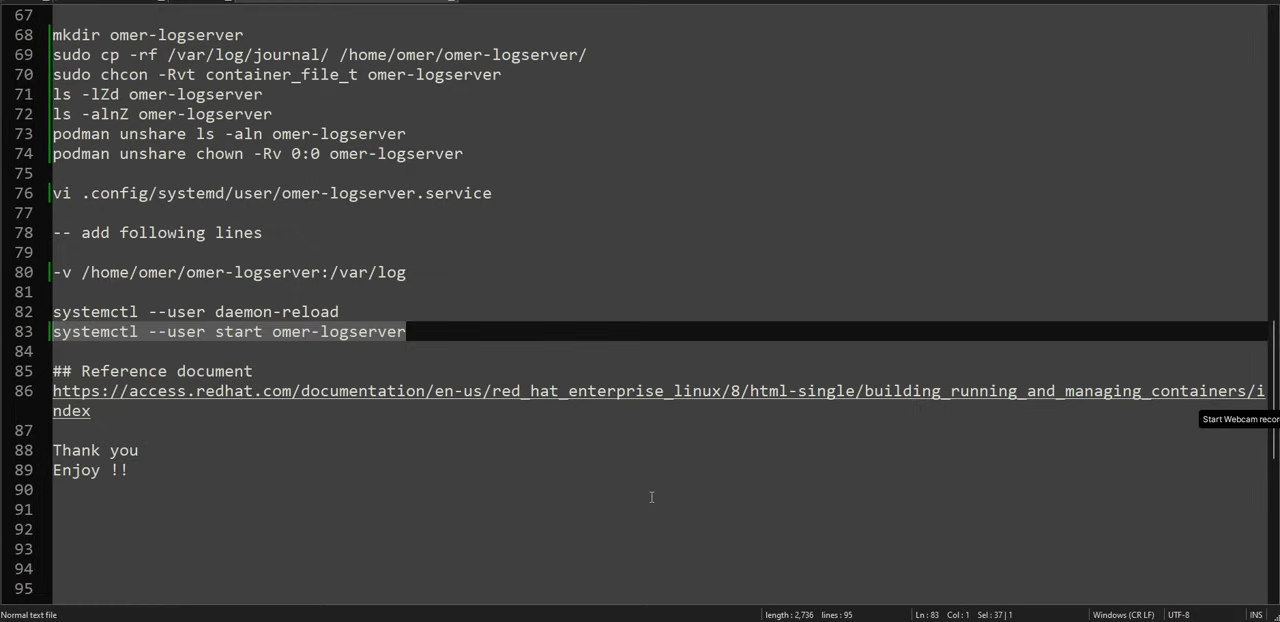 67
68 mkdir omer-logserver
69 sudo cp -rf /var/log/journal/ /home/omer/omer-logserver/
70 sudo chcon -Rvt container_file_t omer-logserver
71 ls -lZd omer-logserver
72 ls -alnZ omer-logserver
73 podman unshare ls -aln omer-logserver
74 podman unshare chown -Rv 0:0 omer-logserver
75
76 vi .config/systemd/user/omer-logserver.service
77
78 -- add following lines
79
80 -v /home/omer/omer-logserver:/var/log
81
82 systemctl --user daemon-reload
83 systemctl --user start omer-logserver
84
85 ## Reference document
86 https://access.redhat.com/documentation/en-us/red_hat_enterprise_linux/8/html-single/building_running_and_managing_containers/i
ndex
Start Webcam recor
87
88 Thank you
89 Enjoy !!
90
91
92
93
94
95
Normal text file length : 2,736 lines : 95 Ln : 83 Col : 1 Sel : 37 | 1 Windows (CR LF) UTF-8 INS